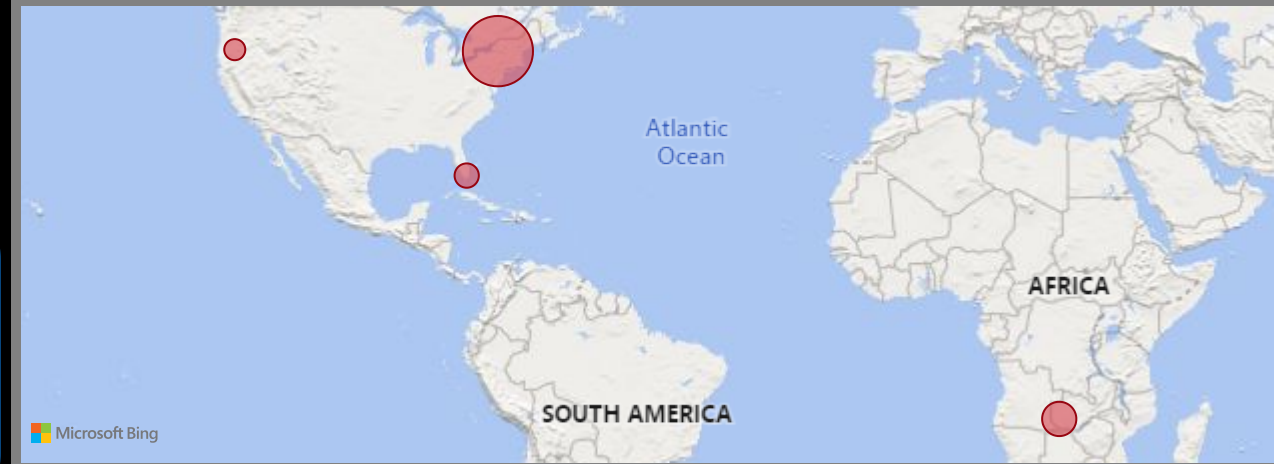 Atlantic
Ocean
AFRICA
SOUTH AMERICA
Microsoft Bing